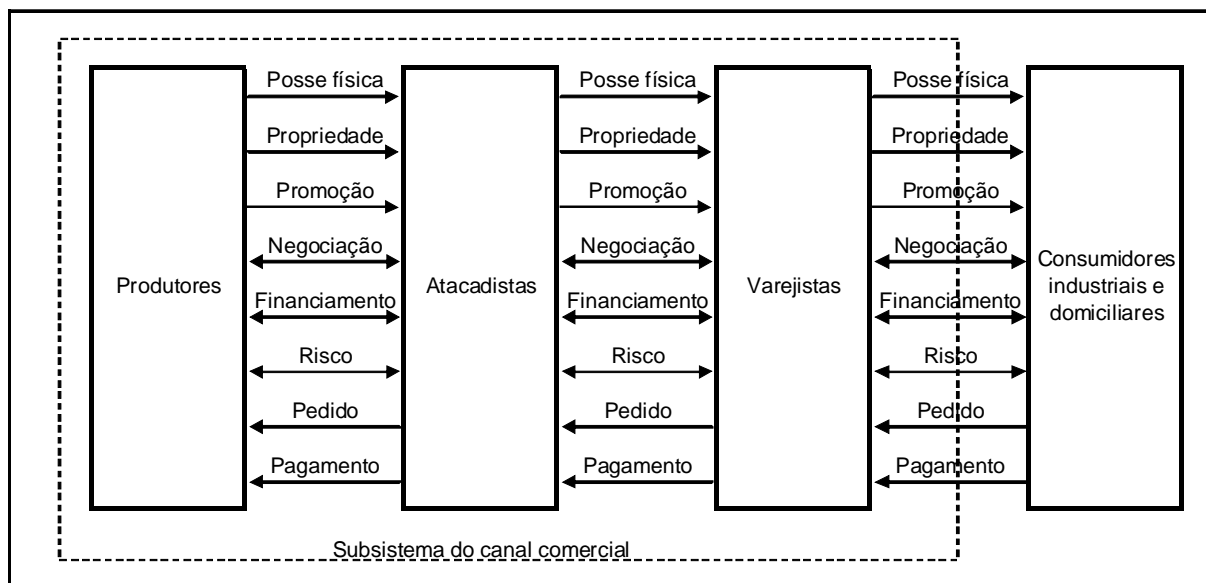 Posse física Posse física Posse física
Propriedade Propriedade Propriedade
Promoção Promoção Promoção
Negociação Negociação Negociação
Produtores Atacadistas Varejistas Consumidores
industriais e
domiciliares
Financiamento Financiamento Financiamento
Risco Risco Risco
Pedido Pedido Pedido
Pagamento Pagamento Pagamento
Subsistema do canal comercial